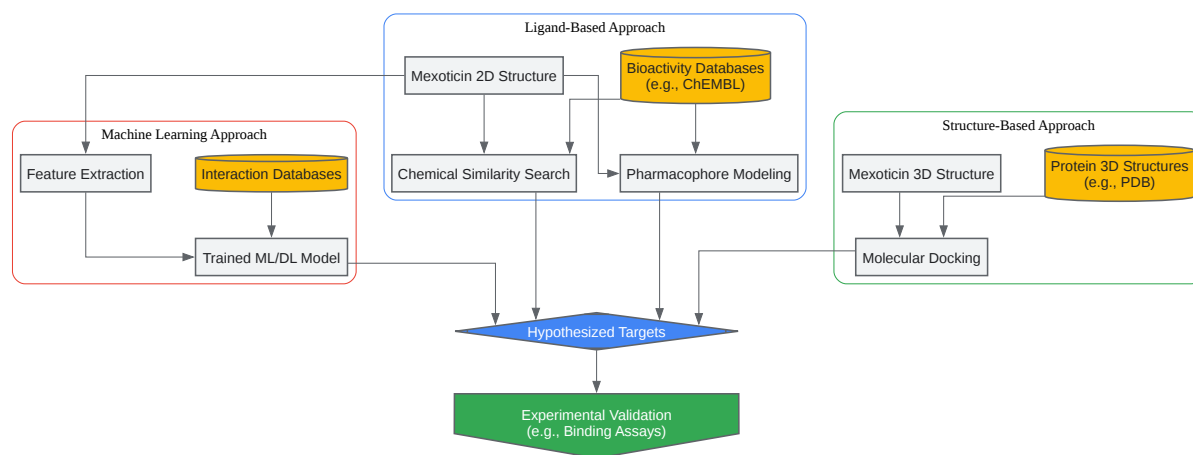 Ligand-Based Approach
Mexoticin 2D Structure
Bioactivity Databases
(e.g., ChEMBL)
Chemical Similarity Search
Pharmacophore Modeling
Machine Learning Approach
Feature Extraction
Interaction Databases
Trained ML/DL Model
Structure-Based Approach
Mexoticin 3D Structure
Protein 3D Structures
(e.g., PDB)
Molecular Docking
Hypothesized Targets
Experimental Validation
(e.g., Binding Assays)